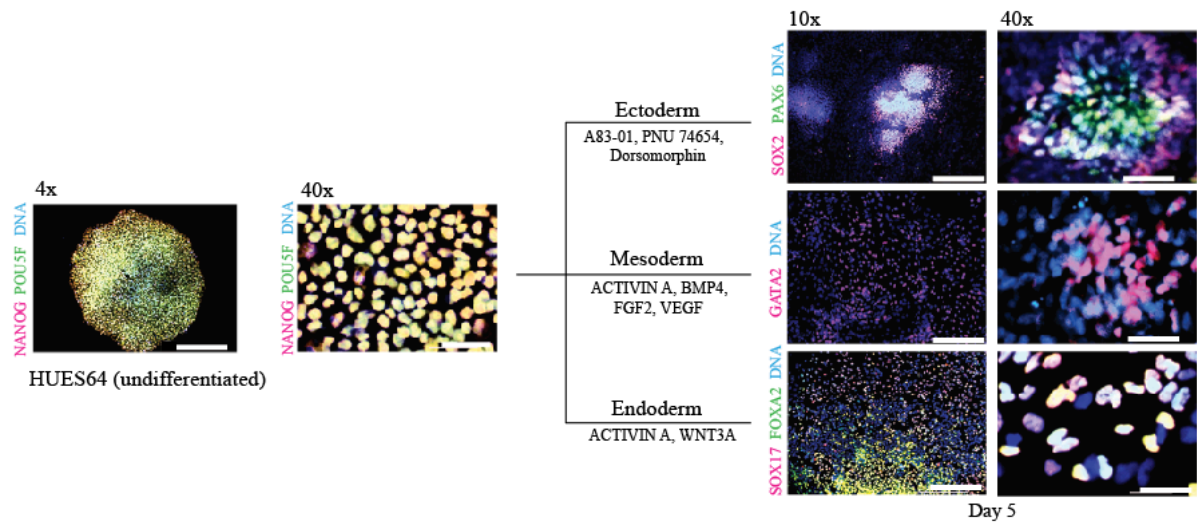 4x
NANOG POU5F DNA
HUES64 (undifferentiated)
40x
NANOG POU5F DNA
Ectoderm
A83-01, PNU 74654,
Dorsomorphin
Mesoderm
ACTIVIN A, BMP4,
FGF2, VEGF
Endoderm
ACTIVIN A, WNT3A
10x
40x
SOX2 PAX6 DNA
GATA2 DNA
SOX17 FOXA2 DNA
Day 5